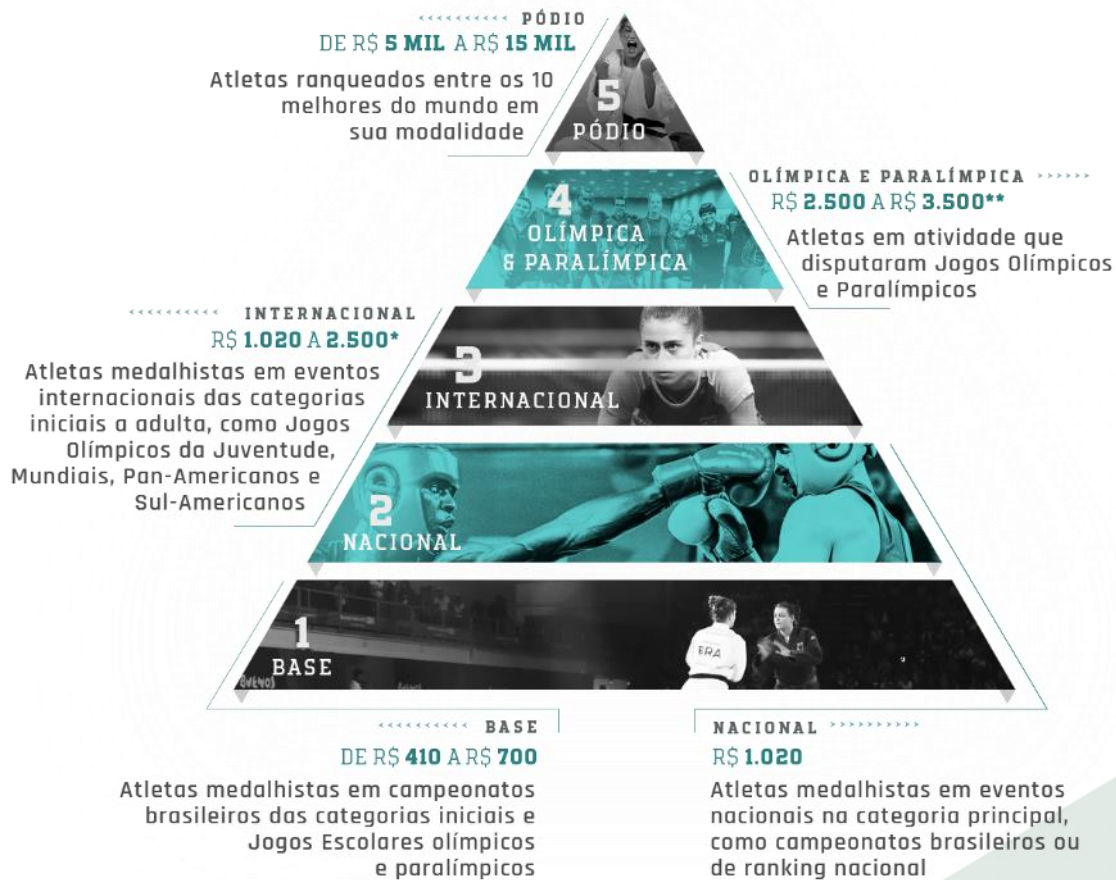 PÓDIO
DE R$ 5 MIL A R$ 15 MIL
Atletas ranqueados entre os 10
melhores do mundo em
sua modalidade
5
PÓDIO
OLÍMPICA E PARALÍMPICA
R$ 2.500 A R$ 3.500**
Atletas em atividade que
disputaram Jogos Olímpicos
e Paralímpicos
4
OLÍMPICA
& PARALÍMPICA
INTERNACIONAL
R$ 1.020 A 2.500*
Atletas medalhistas em eventos
internacionais das categorias
iniciais a adulta, como Jogos
Olímpicos da Juventude,
Mundiais, Pan-Americanos e
Sul-Americanos
3
INTERNACIONAL
2
NACIONAL
1
BASE
BRA
BASE
DE R$ 410 A R$ 700
Atletas medalhistas em campeonatos
brasileiros das categorias iniciais e
Jogos Escolares olímpicos
e paralímpicos
NACIONAL
R$ 1.020
Atletas medalhistas em eventos
nacionais na categoria principal,
como campeonatos brasileiros ou
de ranking nacional